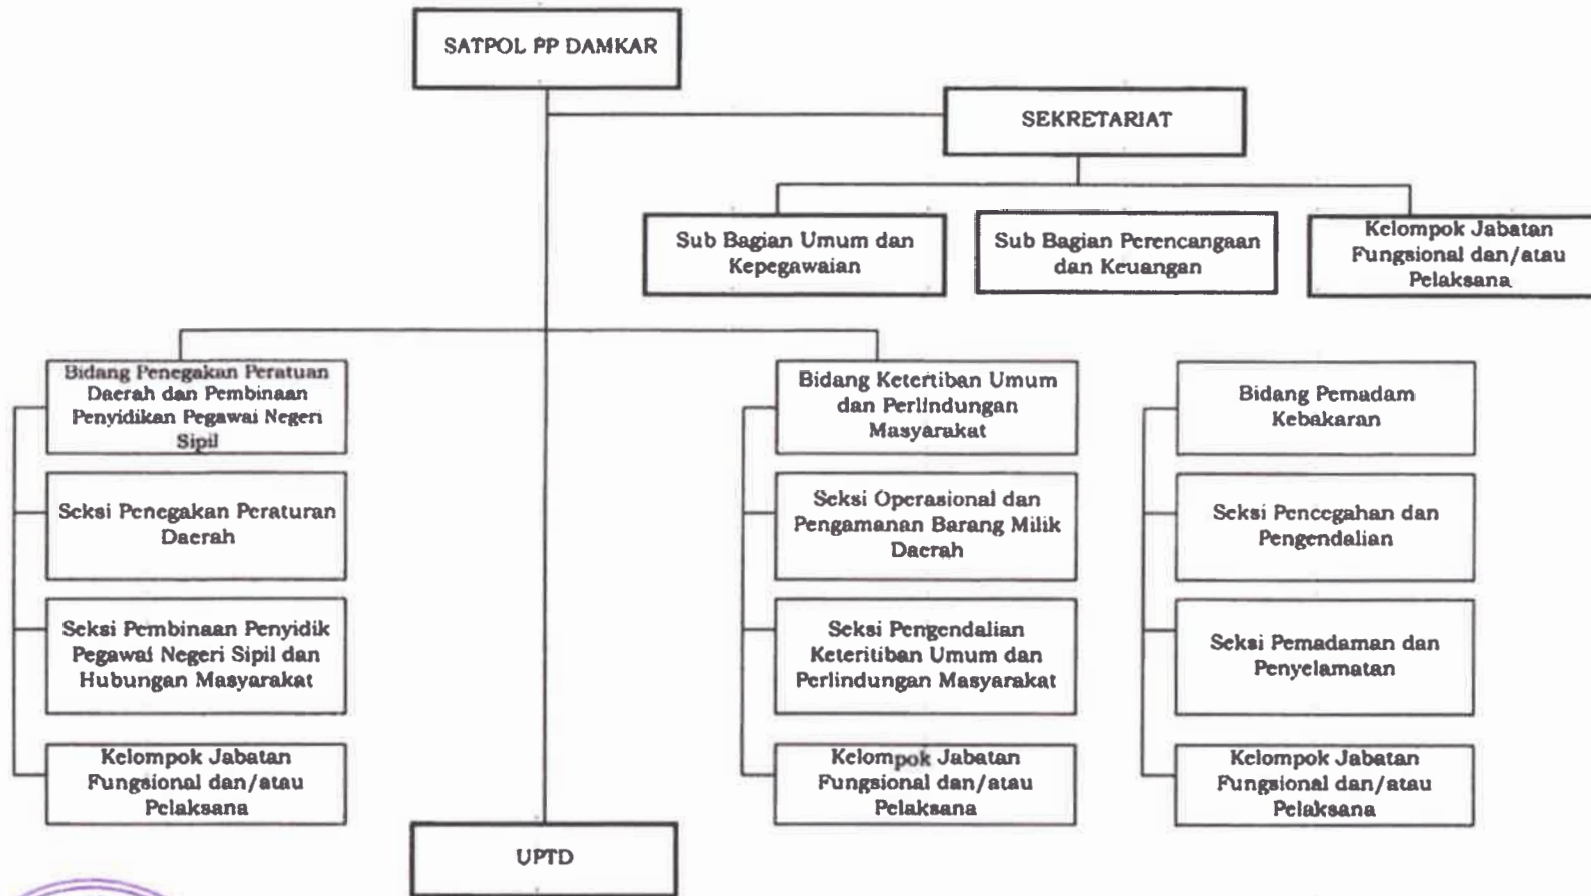 SATPOL PP DAMKAR
SEKRETARIAT
Sub Bagian Umum dan
Kepegawaian
Sub Bagian Perencangaan
dan Keuangan
Kelompok Jabatan
Fungsional dan/atau
Pelaksana
Bidang Penegakan Peratuan
Daerah dan Pembinaan
Penyidikan Pegawai Negeri
Sipil
Seksi Penegakan Peraturan
Daerah
Seksi Pembinaan Penyidik
Pegawai Negeri Sipil dan
Hubungan Masyarakat
Kelompok Jabatan
Fungsional dan/atau
Pelaksana
Bidang Ketertiban Umum
dan Perlindungan
Masyarakat
Seksi Operasional dan
Pengamanan Barang Milik
Daerah
Seksi Pengendalian
Keteritiban Umum dan
Perlindungan Masyarakat
Kelompok Jabatan
Fungsional dan/atau
Pelaksana
Bidang Pemadam
Kebakaran
Seksi Pencegahan dan
Pengendalian
Seksi Pemadaman dan
Penyelamatan
Kelompok Jabatan
Fungsional dan/atau
Pelaksana
UPTD